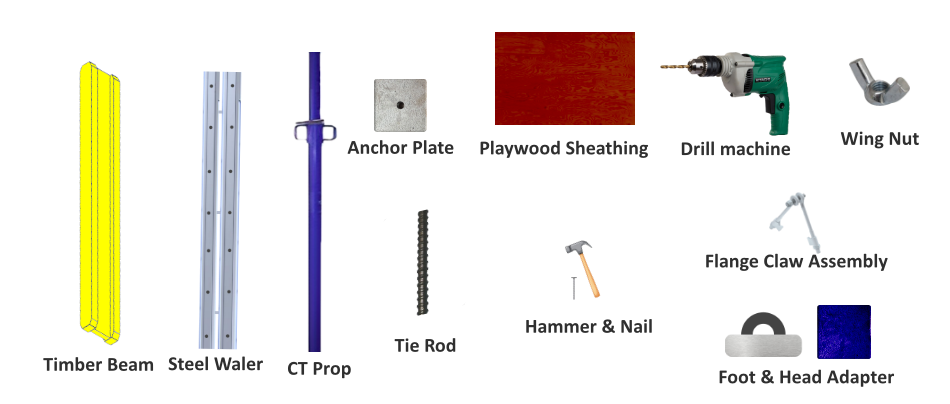 Anchor Plate
Playwood Sheathing
Drill machine
Wing Nut
Flange Claw Assembly
Hammer & Nail
Tie Rod
Timber Beam
Steel Waler
CT Prop
Foot & Head Adapter